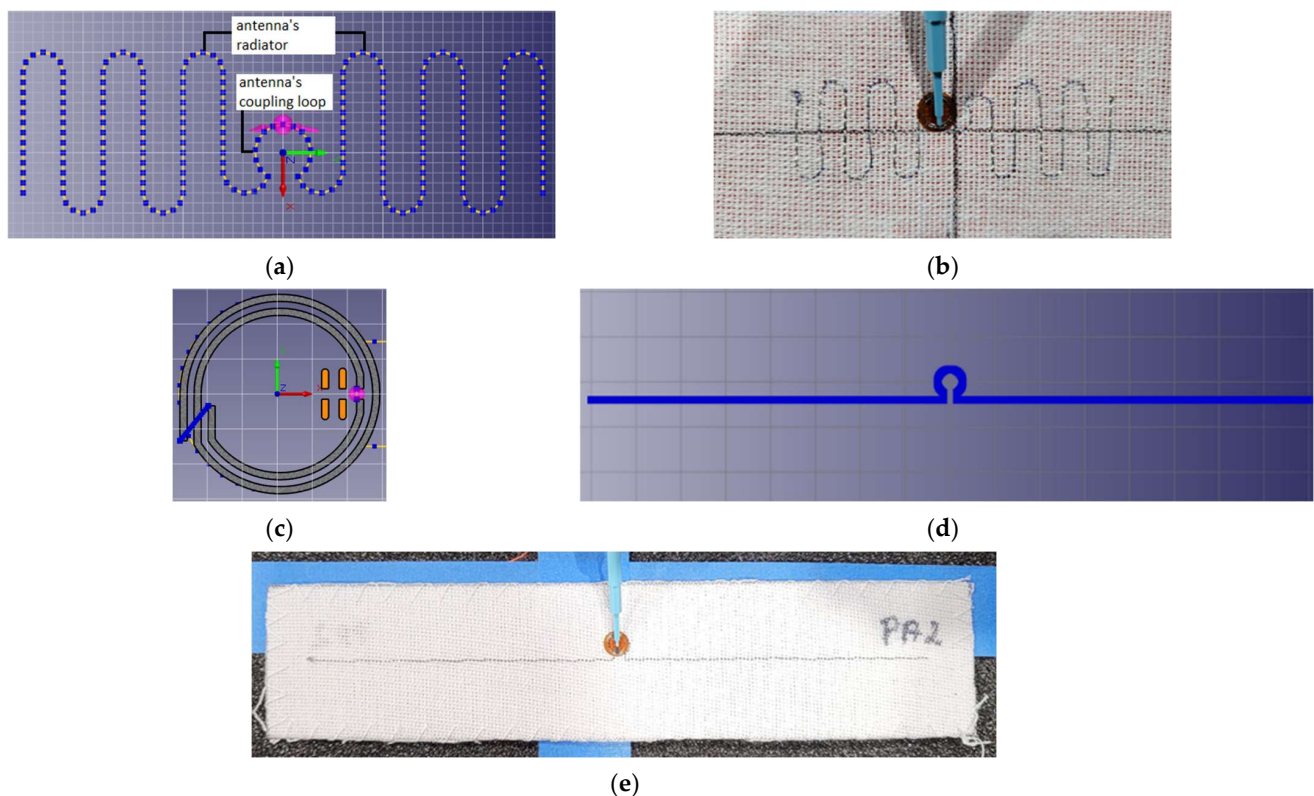 antenna's
radiator
antenna's
coupling loop
Z
X
(a)
(b)
Z
X
(c)
(d)
PA2
(e)